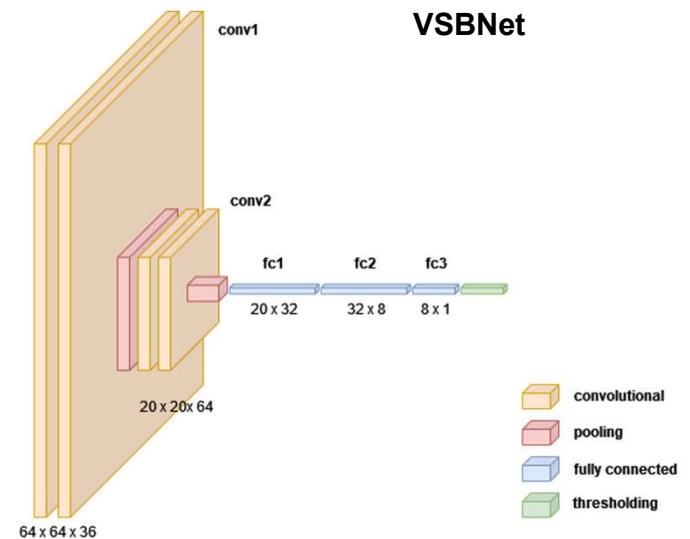 VSBNet
conv1
conv2
fc1
fc2
fc3
20 x 32
32 x 8
8 x 1
20 x 20x 64
64 x 64 x 36
convolutional
pooling
fully connected
thresholding